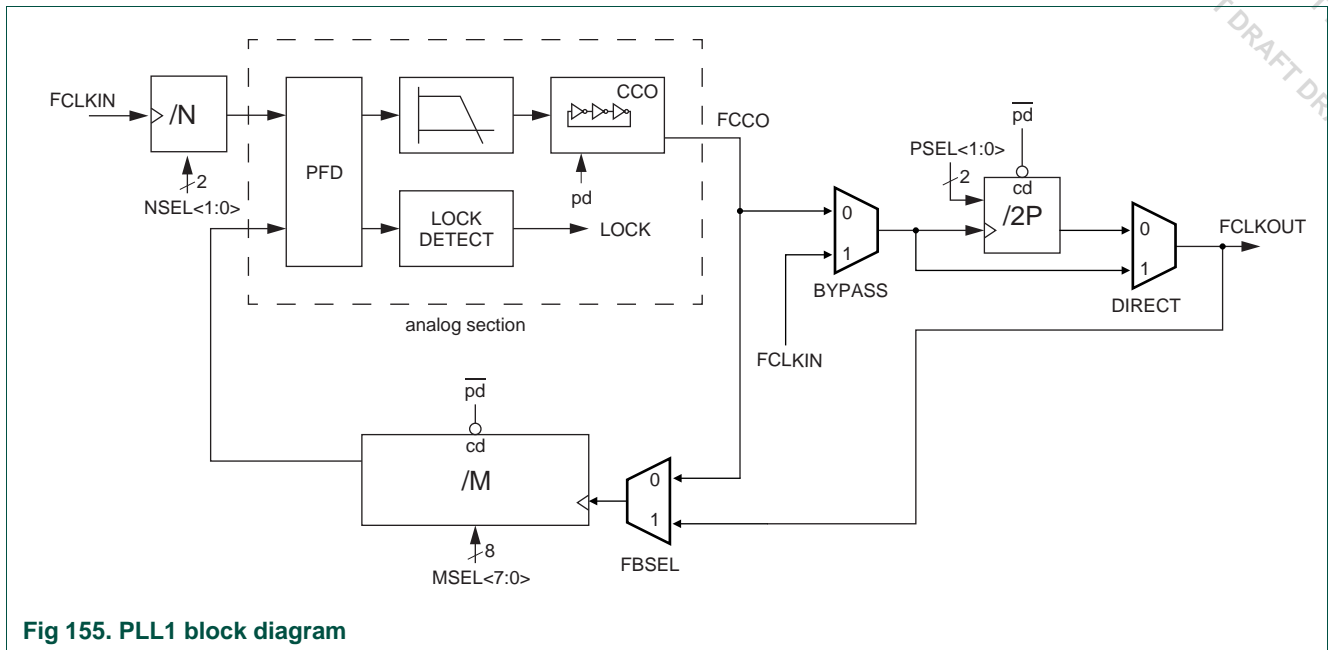 FCLKIN
/N
2
NSEL<1:0>
PFD
CCO
pd
LOCK
DETECT
LOCK
analog section
FCCO
0
1
BYPASS
FCLKIN
pd
PSEL<1:0>
2
cd
/2P
0
1
DIRECT
FCLKOUT
pd
cd
/M
8
MSEL<7:0>
0
1
FBSEL
DRAFT
Fig 155. PLL1 block diagram